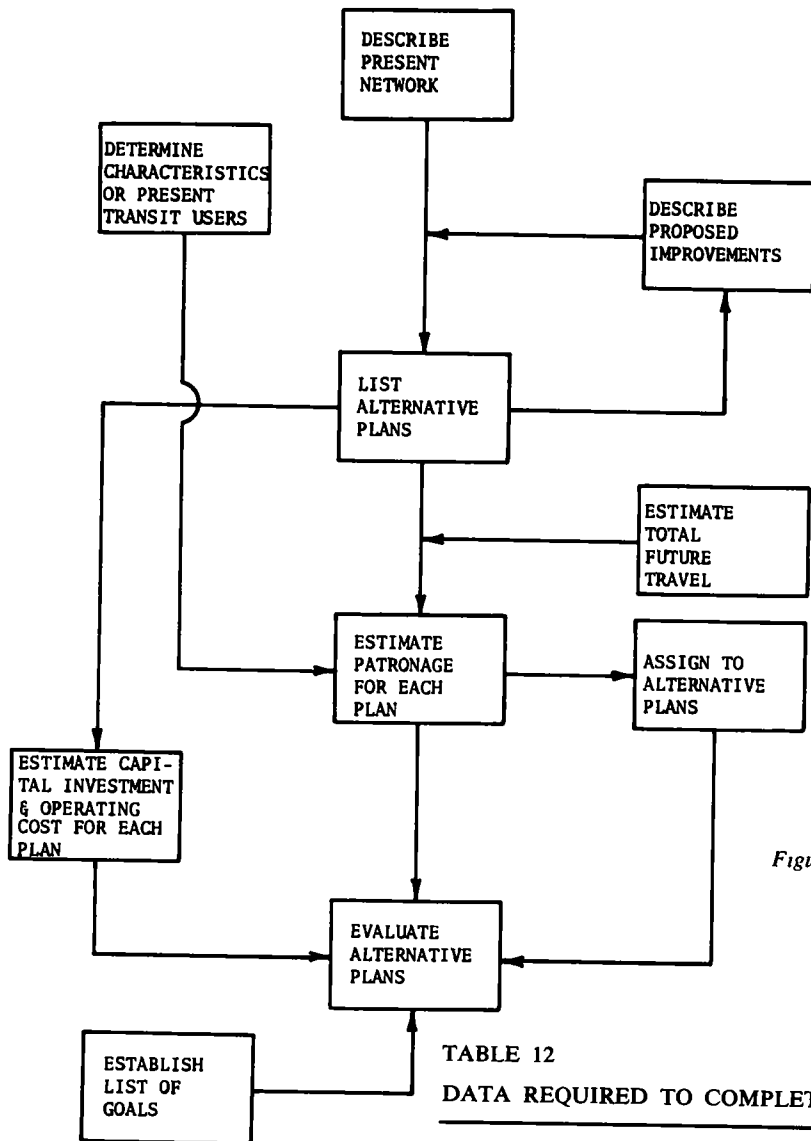 DESCRIBE
PRESENT
NETWORK
DETERMINE
CHARACTERISTICS
OR PRESENT
TRANSIT USERS
DESCRIBE
PROPOSED
IMPROVEMENTS
LIST
ALTERNATIVE
PLANS
ESTIMATE
TOTAL
FUTURE
TRAVEL
ESTIMATE
PATRONAGE
FOR EACH
PLAN
ASSIGN TO
ALTERNATIVE
PLANS
ESTIMATE CAPI-
TAL INVESTMENT
& OPERATING
COST FOR EACH
PLAN
Figu
EVALUATE
ALTERNATIVE
PLANS
ESTABLISH
LIST OF
GOALS
TABLE 12
DATA REQUIRED TO COMPLET